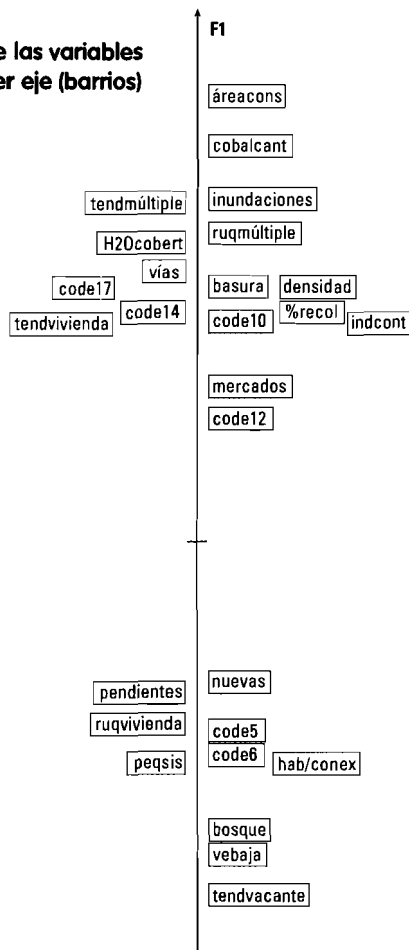 F1
e las variables
er eje (barrios)
áreacons
cobalcant
tendmúltiple
inundaciones
H2Ocobert
ruqmúltiple
vías
code17
basura
densidad
code14
%recol
tendvivienda
code10
indcont
mercados
code12
pendientes
nuevas
ruqvivienda
code5
peqsis
code6
hab/conex
bosque
vebaja
tendvacante